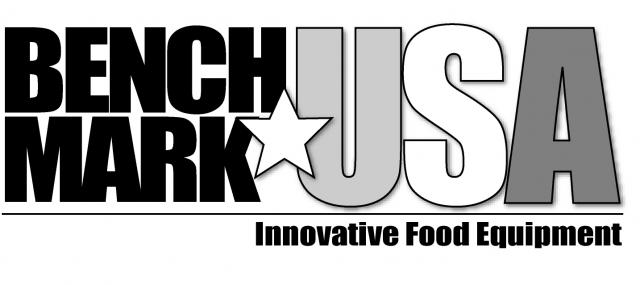 BENCH
MARK
USA
Innovative Food Equipment